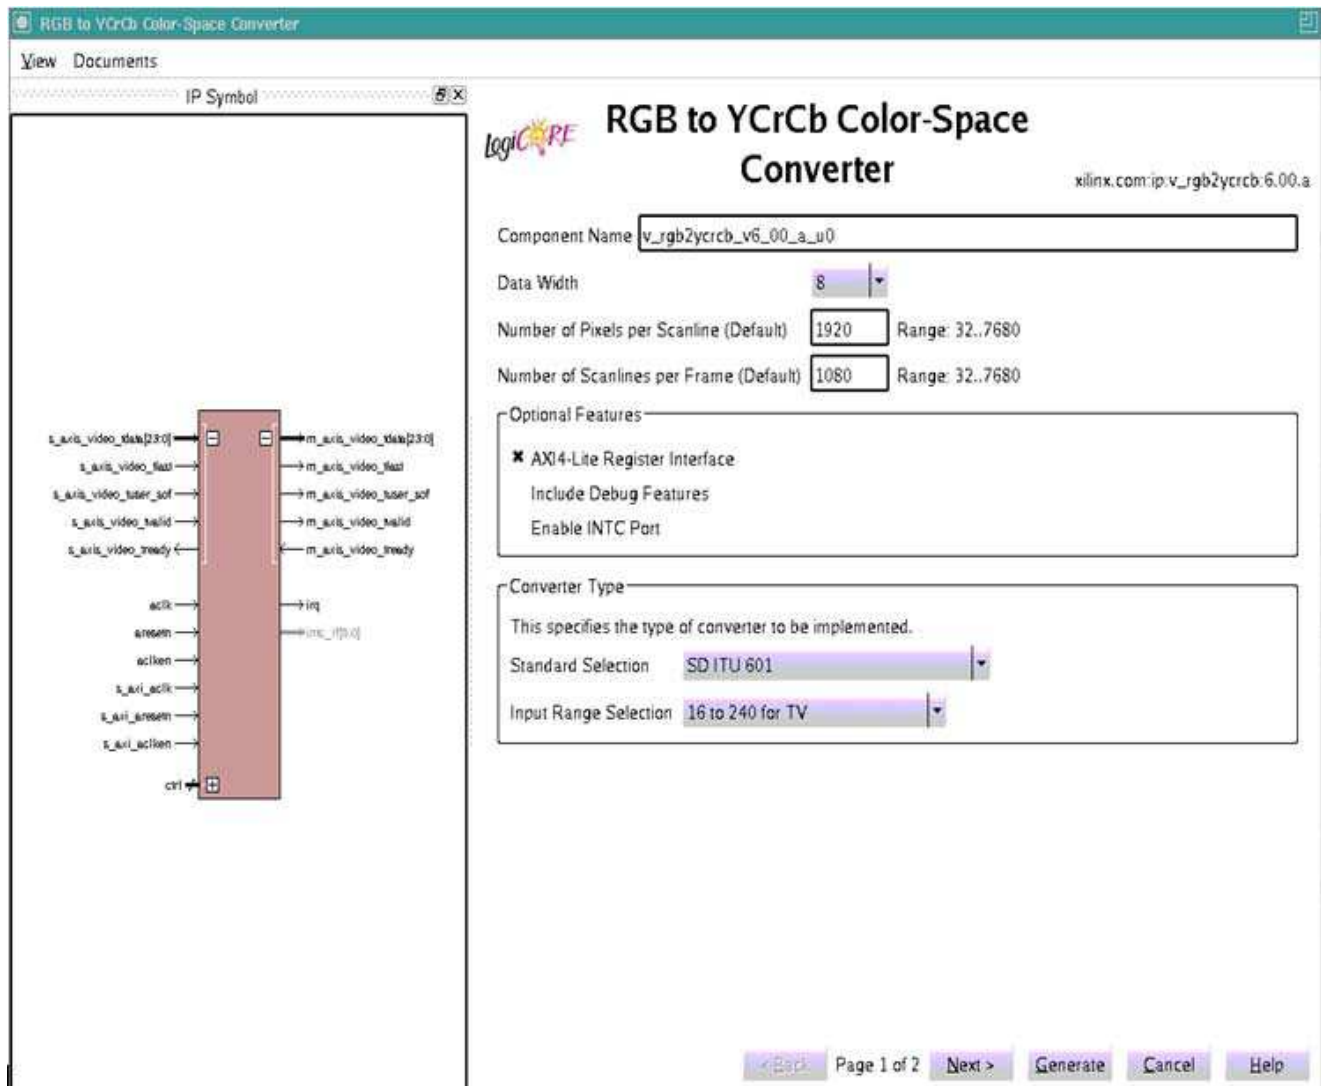 RGB to YCrCb Color-Space Converter
View Documents
IP Symbol
s_axis_video_tdata[23:0]
s_axis_video_tlast
s_axis_video_tuser_sof
s_axis_video_tvalid
s_axis_video_tready
aclk
aresetn
aclken
s_axi_aclk
s_axi_aresetn
s_axi_aclken
ctrl
m_axis_video_tdata[23:0]
m_axis_video_tlast
m_axis_video_tuser_sof
m_axis_video_tvalid
m_axis_video_tready
irq
LogiCORE
RGB to YCrCb Color-Space
Converter
xilinx.com:ip:v_rgb2ycrcb:6.00.a
Component Name v_rgb2ycrcb_v6_00_a_u0
Data Width 8
Number of Pixels per Scanline (Default) 1920 Range: 32..7680
Number of Scanlines per Frame (Default) 1080 Range: 32..7680
Optional Features
AXI4-Lite Register Interface
Include Debug Features
Enable INTC Port
Converter Type
This specifies the type of converter to be implemented.
Standard Selection SD ITU 601
Input Range Selection 16 to 240 for TV
< Back Page 1 of 2 Next > Generate Cancel Help